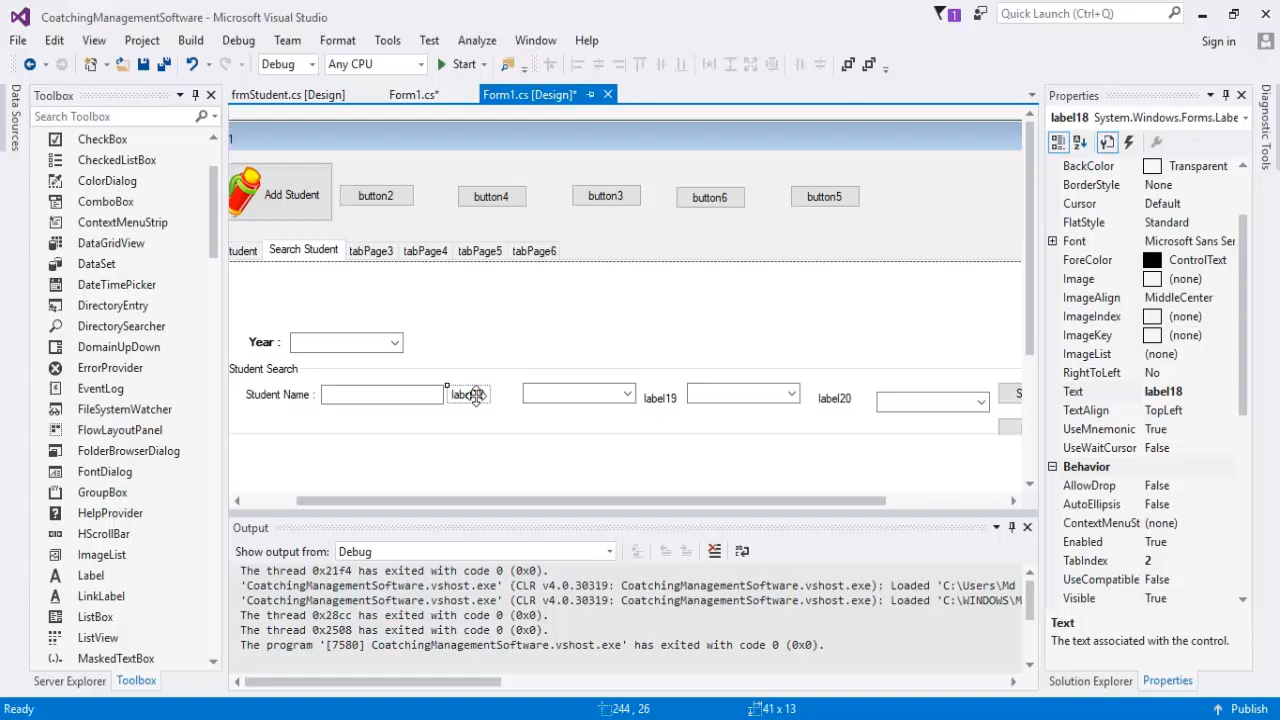 CoatchingManagementSoftware - Microsoft Visual Studio
1
Quick Launch (Ctrl+Q)
File Edit View Project Build Debug Team Format Tools Test Analyze Window Help
Sign in
Debug Any CPU Start
Data Sources
Toolbox
Search Toolbox
CheckBox
CheckedListBox
ColorDialog
ComboBox
ContextMenuStrip
DataGridView
DataSet
DateTimePicker
DirectoryEntry
DirectorySearcher
DomainUpDown
ErrorProvider
EventLog
FileSystemWatcher
FlowLayoutPanel
FolderBrowserDialog
FontDialog
GroupBox
HelpProvider
HScrollBar
ImageList
Label
LinkLabel
ListBox
ListView
MaskedTextBox
Server Explorer Toolbox
frmStudent.cs [Design] Form1.cs* Form1.cs [Design]*
1
Add Student button2 button4 button3 button6 button5
tudent Search Student tabPage3 tabPage4 tabPage5 tabPage6
Year :
Student Search
Student Name : label19 label20 S
Output
Show output from: Debug
The thread 0x21f4 has exited with code 0 (0x0).
'CoatchingManagementSoftware.vshost.exe' (CLR v4.0.30319: CoatchingManagementSoftware.vshost.exe): Loaded 'C:\Users\Md
'CoatchingManagementSoftware.vshost.exe' (CLR v4.0.30319: CoatchingManagementSoftware.vshost.exe): Loaded 'C:\WINDOWS\M
The thread 0x28cc has exited with code 0 (0x0).
The thread 0x2508 has exited with code 0 (0x0).
The program '[7580] CoatchingManagementSoftware.vshost.exe' has exited with code 0 (0x0).
Properties
label18 System.Windows.Forms.Labe
BackColor Transparent
BorderStyle None
Cursor Default
FlatStyle Standard
Font Microsoft Sans Ser
ForeColor ControlText
Image (none)
ImageAlign MiddleCenter
ImageIndex (none)
ImageKey (none)
ImageList (none)
RightToLeft No
Text label18
TextAlign TopLeft
UseMnemonic True
UseWaitCursor False
Behavior
AllowDrop False
AutoEllipsis False
ContextMenuSt (none)
Enabled True
TabIndex 2
UseCompatible False
Visible True
Text
The text associated with the control.
Solution Explorer Properties
Diagnostic Tools
Ready 244 , 26 41 x 13 Publish